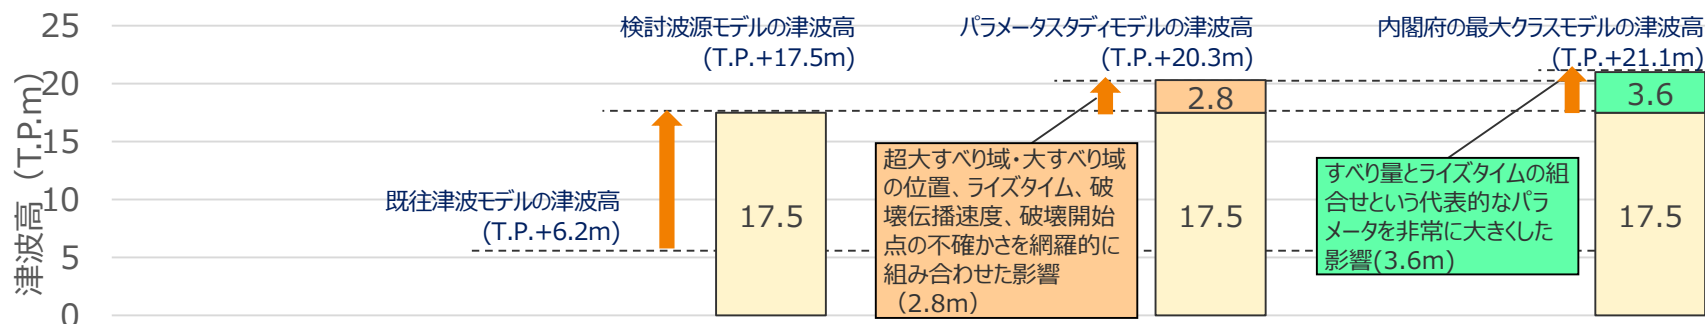 検討波源モデルの津波高
(T.P.+17.5m)
パラメータスタディモデルの津波高
(T.P.+20.3m)
内閣府の最大クラスモデルの津波高
(T.P.+21.1m)
津波高（T.P.m）
25
20
15
10
5
0
既往津波モデルの津波高
(T.P.+6.2m)
17.5
超大すべり域・大すべり域
の位置、ライズタイム、破
壊伝播速度、破壊開始
点の不確かさを網羅的に
組み合わせた影響
（2.8m）
2.8
17.5
すべり量とライズタイムの組
合せという代表的なパラ
メータを非常に大きくした
影響(3.6m)
3.6
17.5